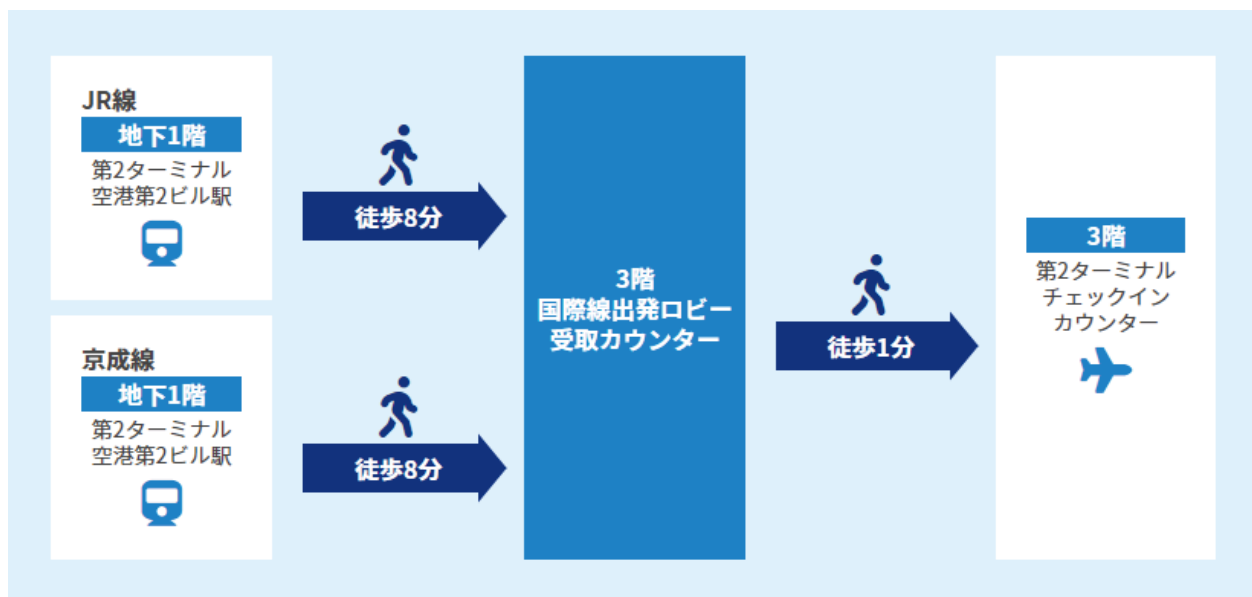 JR線
地下1階
第2ターミナル
空港第2ビル駅
徒歩8分
京成線
地下1階
第2ターミナル
空港第2ビル駅
徒歩8分
3階
国際線出発ロビー
受取カウンター
徒歩1分
3階
第2ターミナル
チェックイン
カウンター